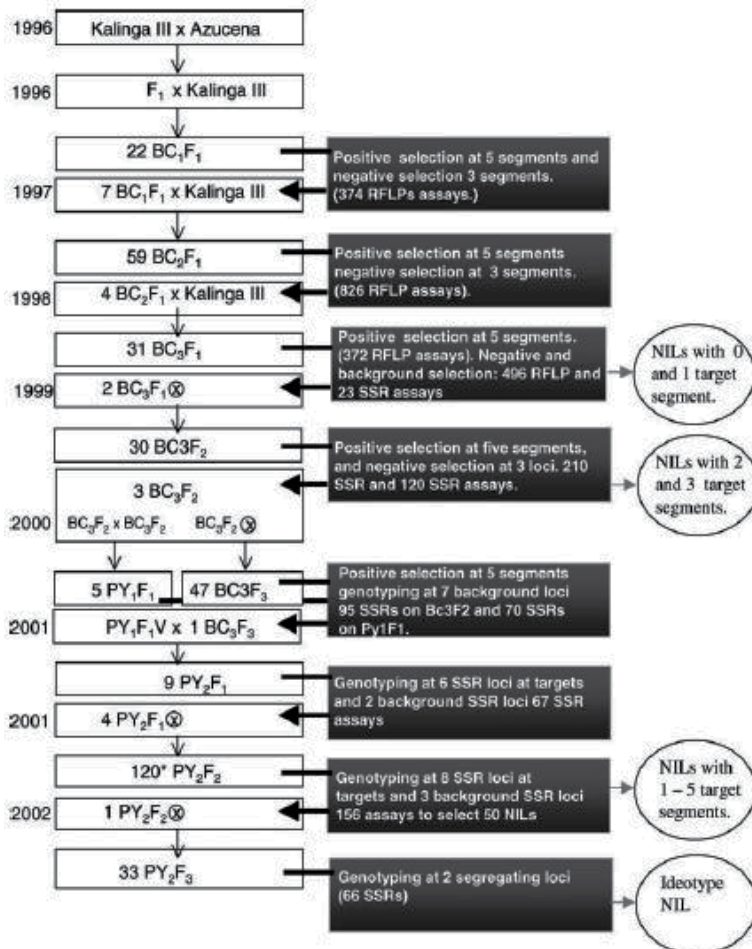 1996
Kalinga III x Azucena
1996
F₁ x Kalinga III
22 BC₁F₁
Positive selection at 5 segments and
negative selection 3 segments.
(374 RFLPs assays.)
1997
7 BC₁F₁ x Kalinga III
59 BC₂F₁
Positive selection at 5 segments
negative selection at 3 segments.
(826 RFLP assays).
1998
4 BC₂F₁ x Kalinga III
31 BC₃F₁
Positive selection at 5 segments.
(372 RFLP assays). Negative and
background selection: 496 RFLP and
23 SSR assays
NILs with 0
and 1 target
segment.
1999
2 BC₃F₁ⓧ
30 BC3F₂
Positive selection at five segments,
and negative selection at 3 loci. 210
SSR and 120 SSR assays.
NILs with 2
and 3 target
segments.
3 BC₃F₂
2000
BC₃F₂ x BC₃F₂
BC₃F₂ ⓧ
5 PY₁F₁
47 BC3F₃
Positive selection at 5 segments
genotyping at 7 background loci
95 SSRs on Bc3F2 and 70 SSRs
on Py1F1.
2001
PY₁F₁V x 1 BC₃F₃
9 PY₂F₁
Genotyping at 6 SSR loci at targets
and 2 background SSR loci 67 SSR
assays
2001
4 PY₂F₁ⓧ
120* PY₂F₂
Genotyping at 8 SSR loci at
targets and 3 background SSR loci
156 assays to select 50 NILs
NILs with
1 – 5 target
segments.
2002
1 PY₂F₂ⓧ
33 PY₂F₃
Genotyping at 2 segregating loci
(66 SSRs)
Ideotype
NIL